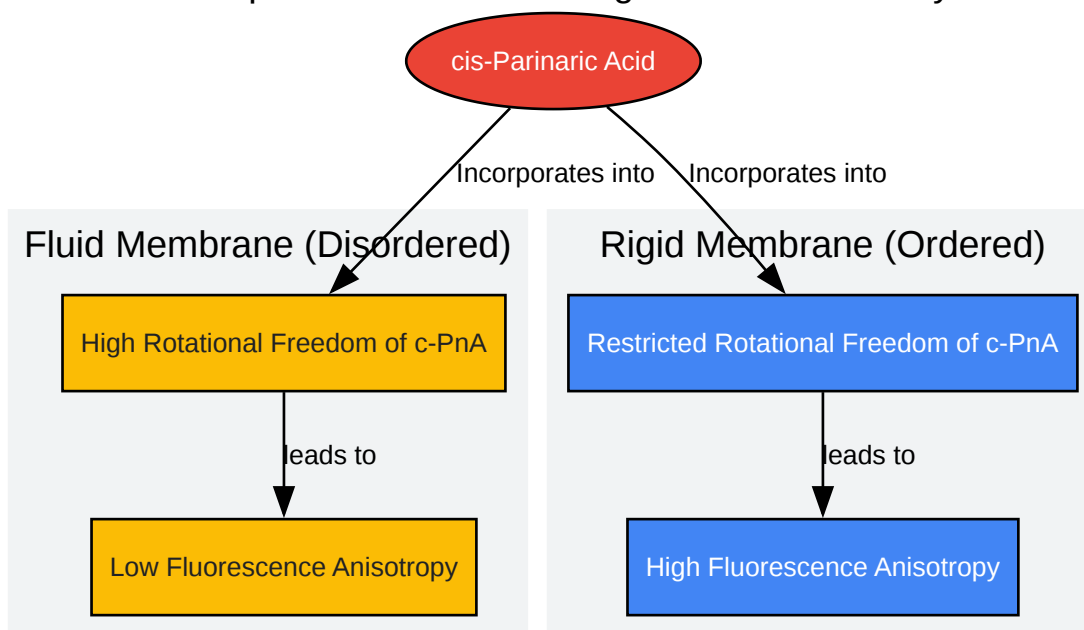 cis-Parinaric Acid
Incorporates into
Incorporates into
Fluid Membrane (Disordered)
Rigid Membrane (Ordered)
High Rotational Freedom of c-PnA
Restricted Rotational Freedom of c-PnA
leads to
leads to
Low Fluorescence Anisotropy
High Fluorescence Anisotropy